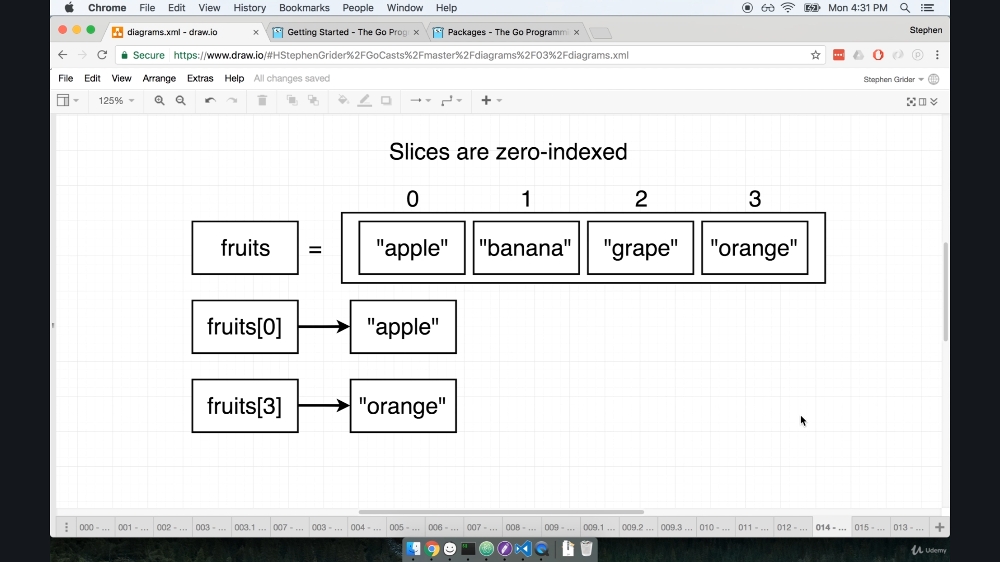 Chrome File Edit View History Bookmarks People Window Help Mon 4:31 PM
diagrams.xml - draw.io Getting Started - The Go Prog Packages - The Go Programmi Stephen
Secure https://www.draw.io/#HStephenGrider%2FGoCasts%2Fmaster%2Fdiagrams%2F03%2Fdiagrams.xml
File Edit View Arrange Extras Help All changes saved Stephen Grider
125%
Slices are zero-indexed
0 1 2 3
fruits = "apple" "banana" "grape" "orange"
fruits[0] "apple"
fruits[3] "orange"
000 - ... 001 - ... 002 - ... 003 - ... 003.1 ... 007 - ... 003 - ... 004 - ... 005 - ... 006 - ... 007 - ... 008 - ... 009 - ... 009.1 ... 009.2 ... 009.3 ... 010 - ... 011 - ... 012 - ... 014 - ... 015 - ... 013 - ...
Udemy